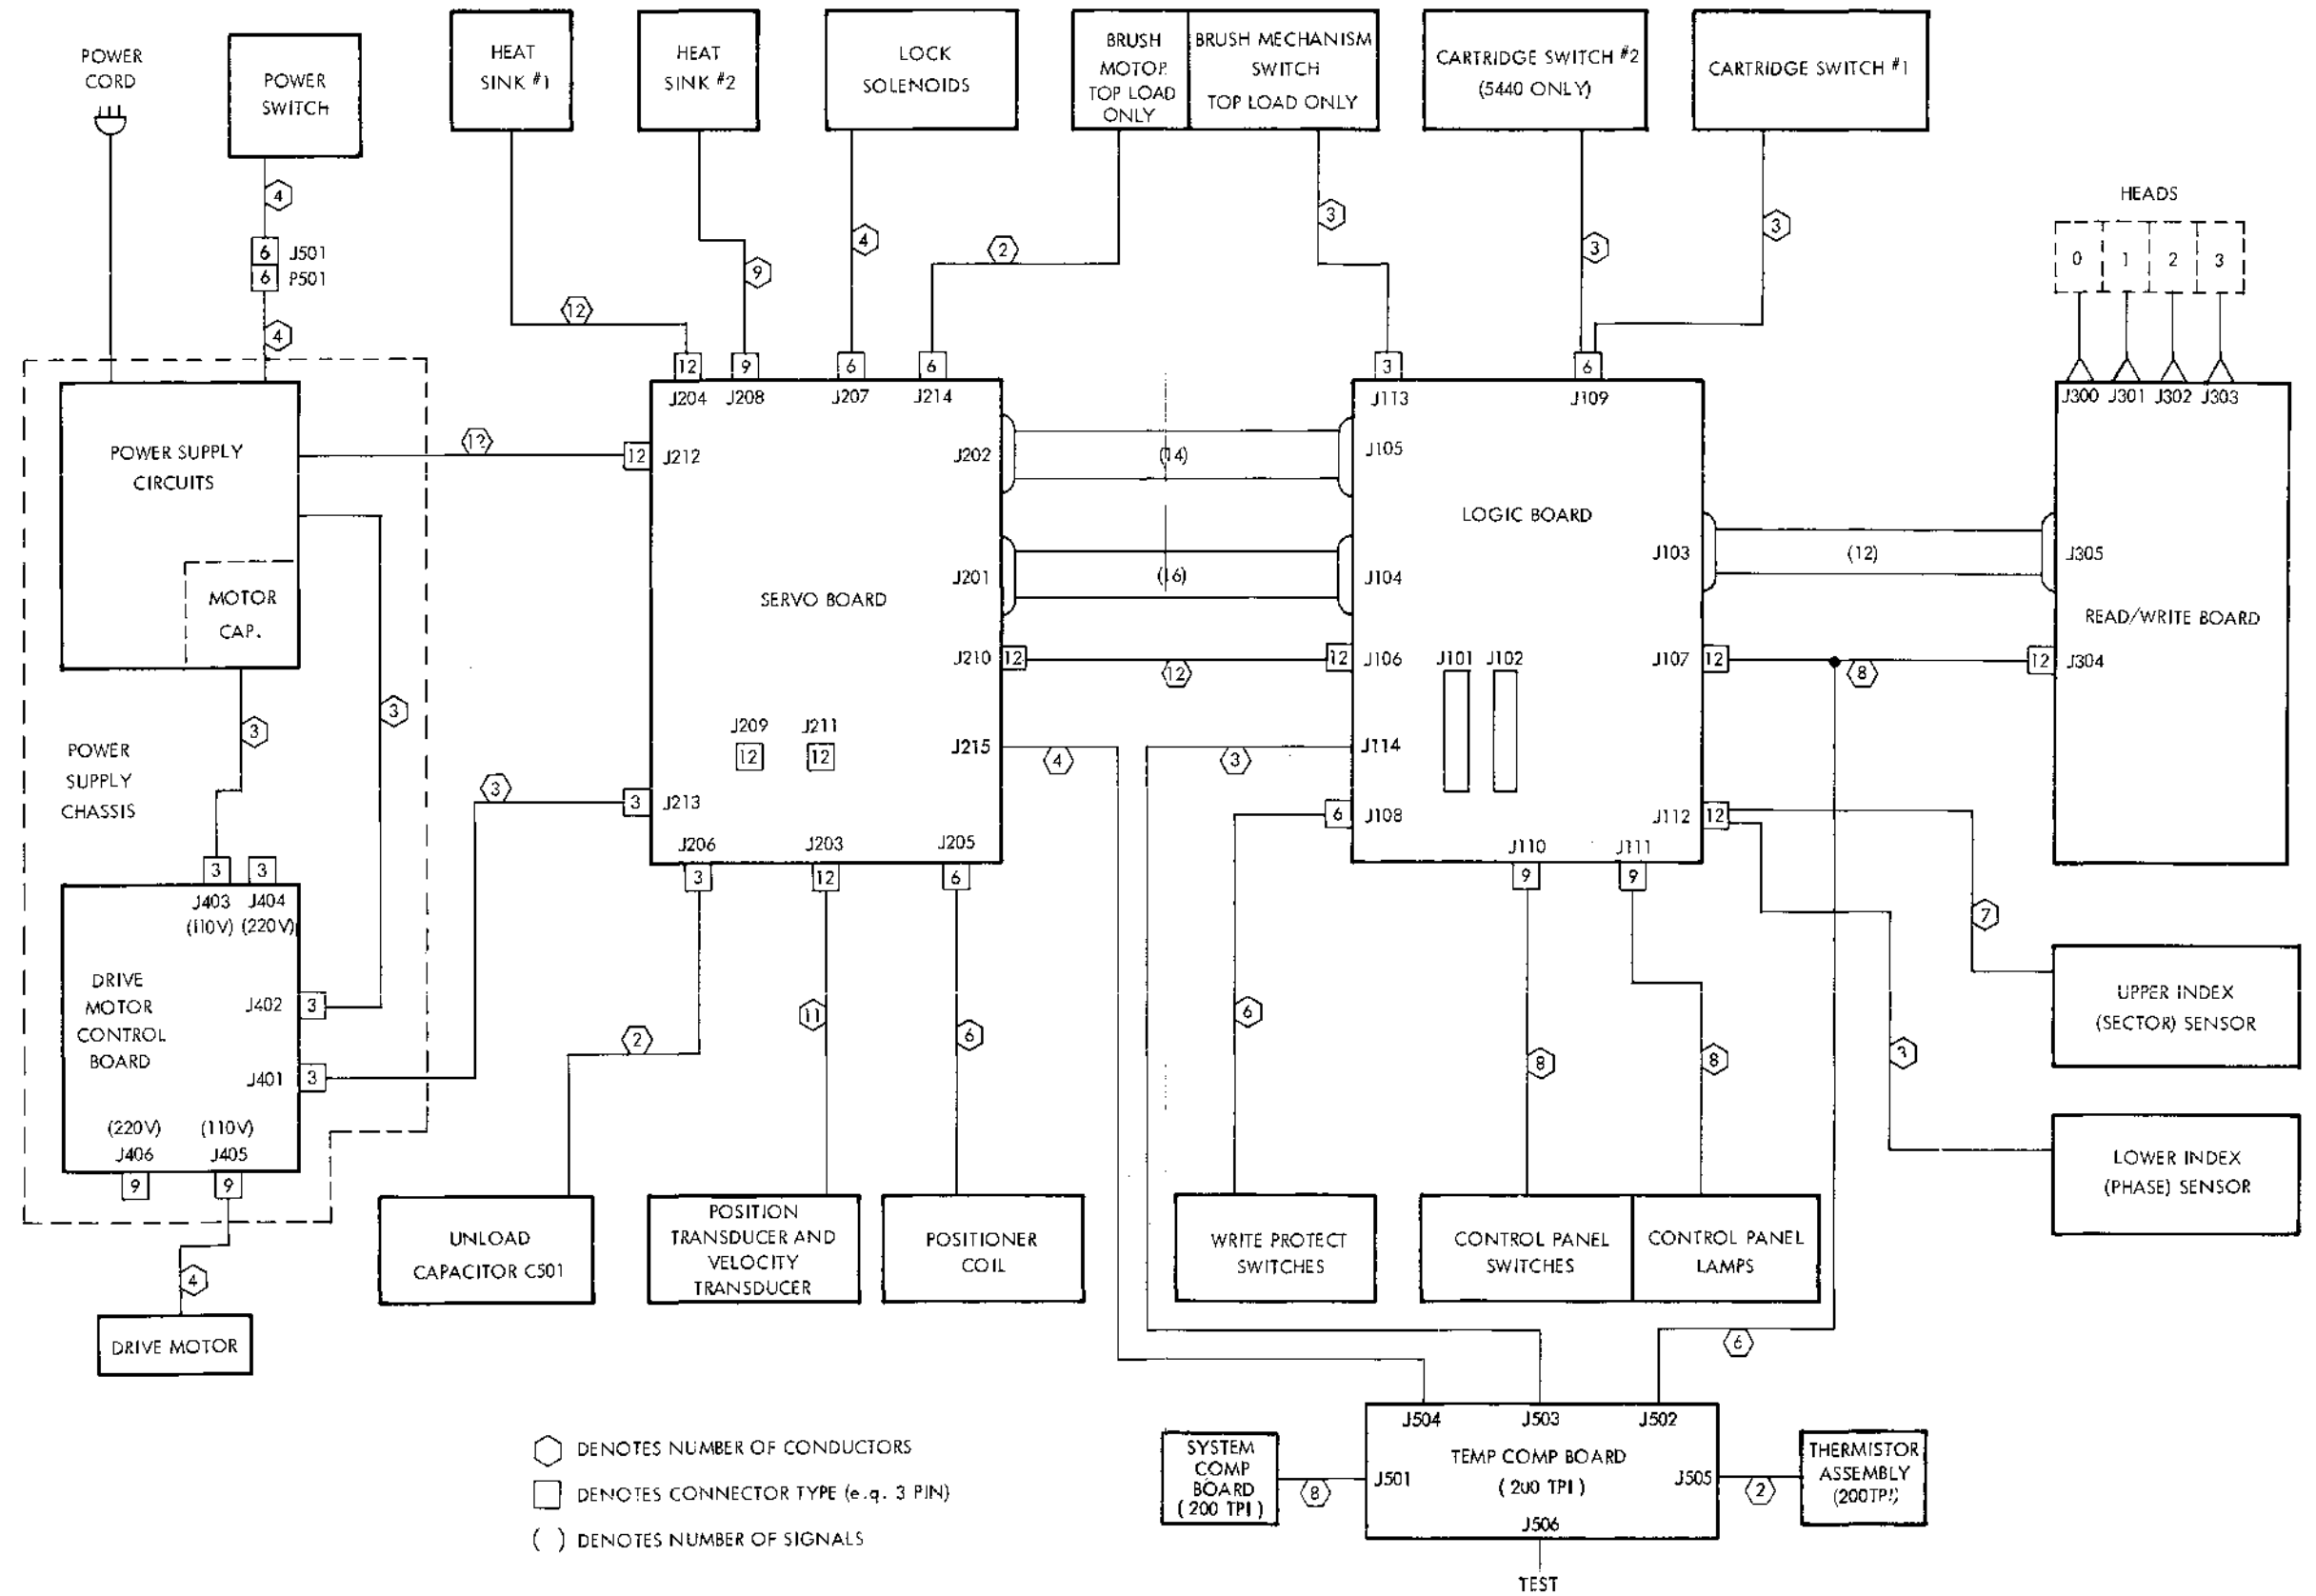 POWER
CORD
POWER
SWITCH
HEAT
SINK #1
HEAT
SINK #2
LOCK
SOLENOIDS
BRUSH
MOTOR
TOP LOAD
ONLY
BRUSH MECHANISM
SWITCH
TOP LOAD ONLY
CARTRIDGE SWITCH #2
(5440 ONLY)
CARTRIDGE SWITCH #1
HEADS
0 1 2 3
4
6 J501
6 P501
4
12
9
4
2
3
3
3
12 9 6 6
J204 J208 J207 J214
3 6
J113 J109
J300 J301 J302 J303
POWER SUPPLY
CIRCUITS
MOTOR
CAP.
12
12 J212
J202
(14)
J105
LOGIC BOARD
SERVO BOARD
J201
(16)
J104
J103
(12)
J305
READ/WRITE BOARD
J210 12
12
12 J106
J101 J102
J107 12
8
12 J304
3
3
POWER
SUPPLY
CHASSIS
J209 J211
12 12
J215
4
3
J114
3
3 J213
6 J108
J112 12
J206 J203 J205
3 12 6
J110 J111
9 9
3 3
J403 J404
(110V) (220V)
DRIVE
MOTOR
CONTROL
BOARD
J402 3
J401 3
(220V) (110V)
J406 J405
9 9
4
DRIVE MOTOR
2
11
6
6
8
8
7
3
UPPER INDEX
(SECTOR) SENSOR
LOWER INDEX
(PHASE) SENSOR
UNLOAD
CAPACITOR C501
POSITION
TRANSDUCER AND
VELOCITY
TRANSDUCER
POSITIONER
COIL
WRITE PROTECT
SWITCHES
CONTROL PANEL
SWITCHES
CONTROL PANEL
LAMPS
6
J504 J503 J502
TEMP COMP BOARD
(200 TPI)
J501
J505
J506
TEST
SYSTEM
COMP
BOARD
(200 TPI)
8
2
THERMISTOR
ASSEMBLY
(200TPI)
DENOTES NUMBER OF CONDUCTORS
DENOTES CONNECTOR TYPE (e.g. 3 PIN)
( ) DENOTES NUMBER OF SIGNALS